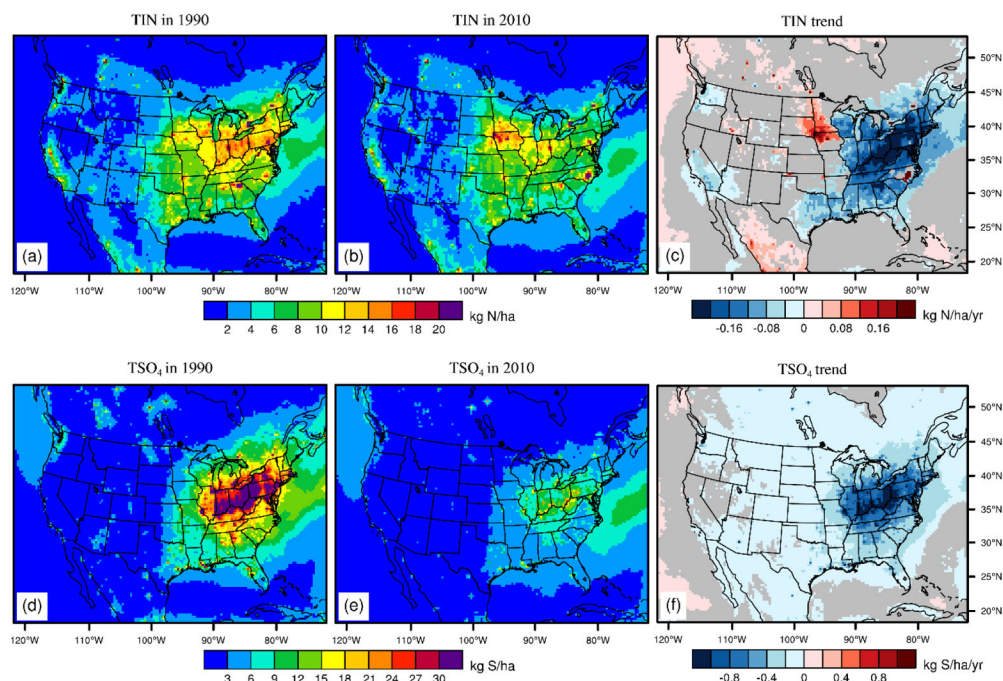 TIN in 1990
TIN in 2010
TIN trend
50°N
45°N
40°N
35°N
30°N
25°N
20°N
(a)
(b)
(c)
120°W 110°W 100°W 90°W 80°W
120°W 110°W 100°W 90°W 80°W
120°W 110°W 100°W 90°W 80°W
kg N/ha
2 4 6 8 10 12 14 16 18 20
kg N/ha/yr
-0.16 -0.08 0 0.08 0.16
TSO₄ in 1990
TSO₄ in 2010
TSO₄ trend
50°N
45°N
40°N
35°N
30°N
25°N
20°N
(d)
(e)
(f)
120°W 110°W 100°W 90°W 80°W
120°W 110°W 100°W 90°W 80°W
120°W 110°W 100°W 90°W 80°W
kg S/ha
3 6 9 12 15 18 21 24 27 30
kg S/ha/yr
-0.8 -0.4 0 0.4 0.8